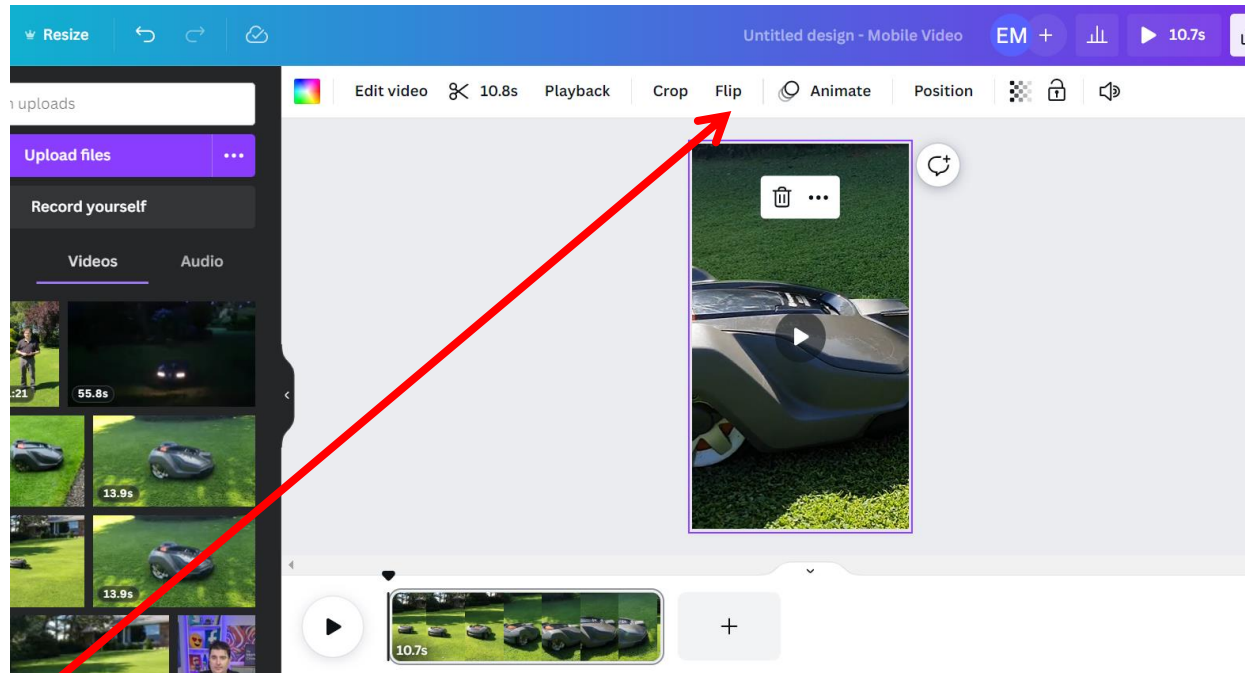 Resize
Untitled design - Mobile Video
EM +
10.7s
uploads
Edit video 10.8s Playback Crop Flip Animate Position
Upload files ...
Record yourself
Videos Audio
:21
55.8s
13.9s
13.9s
10.7s
+